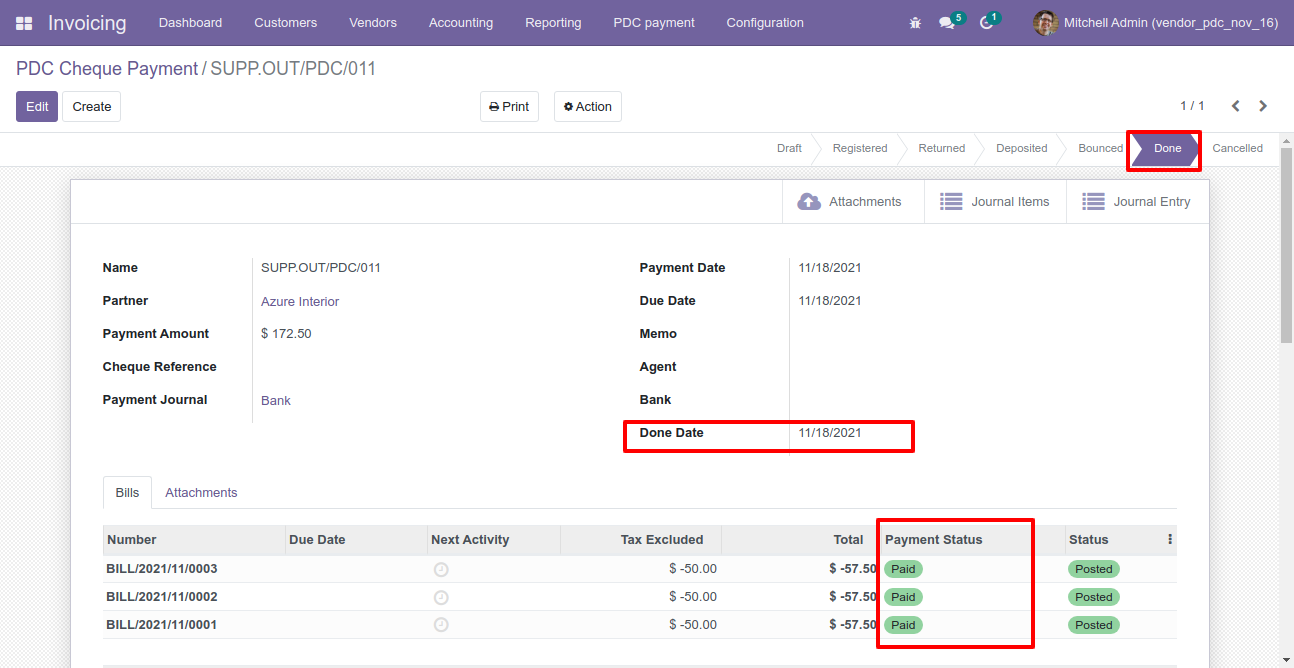 Invoicing Dashboard Customers Vendors Accounting Reporting PDC payment Configuration 5 1 Mitchell Admin (vendor_pdc_nov_16)
PDC Cheque Payment / SUPP.OUT/PDC/011
Edit Create Print Action 1 / 1
Draft Registered Returned Deposited Bounced Done Cancelled
Attachments Journal Items Journal Entry
Name SUPP.OUT/PDC/011 Payment Date 11/18/2021
Partner Azure Interior Due Date 11/18/2021
Payment Amount $ 172.50 Memo
Cheque Reference Agent
Payment Journal Bank Bank
Done Date 11/18/2021
Bills Attachments
Number Due Date Next Activity Tax Excluded Total Payment Status Status
BILL/2021/11/0003 $ -50.00 $ -57.50 Paid Posted
BILL/2021/11/0002 $ -50.00 $ -57.50 Paid Posted
BILL/2021/11/0001 $ -50.00 $ -57.50 Paid Posted